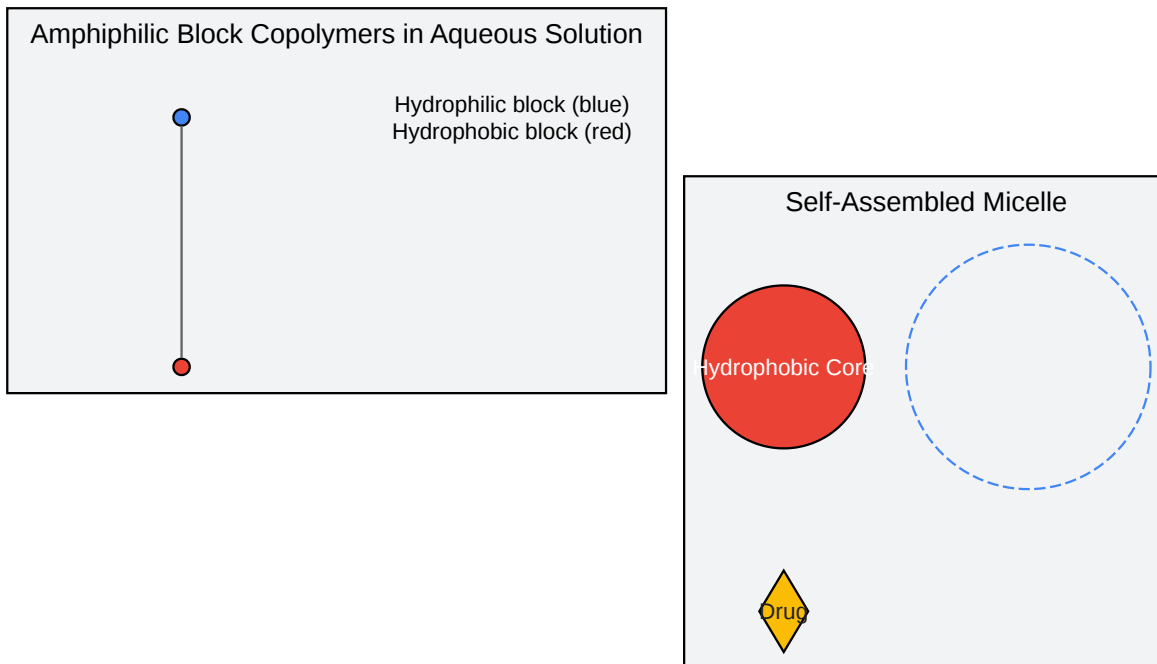 Amphiphilic Block Copolymers in Aqueous Solution
Hydrophilic block (blue)
Hydrophobic block (red)
Self-Assembled Micelle
Hydrophobic Core
Drug